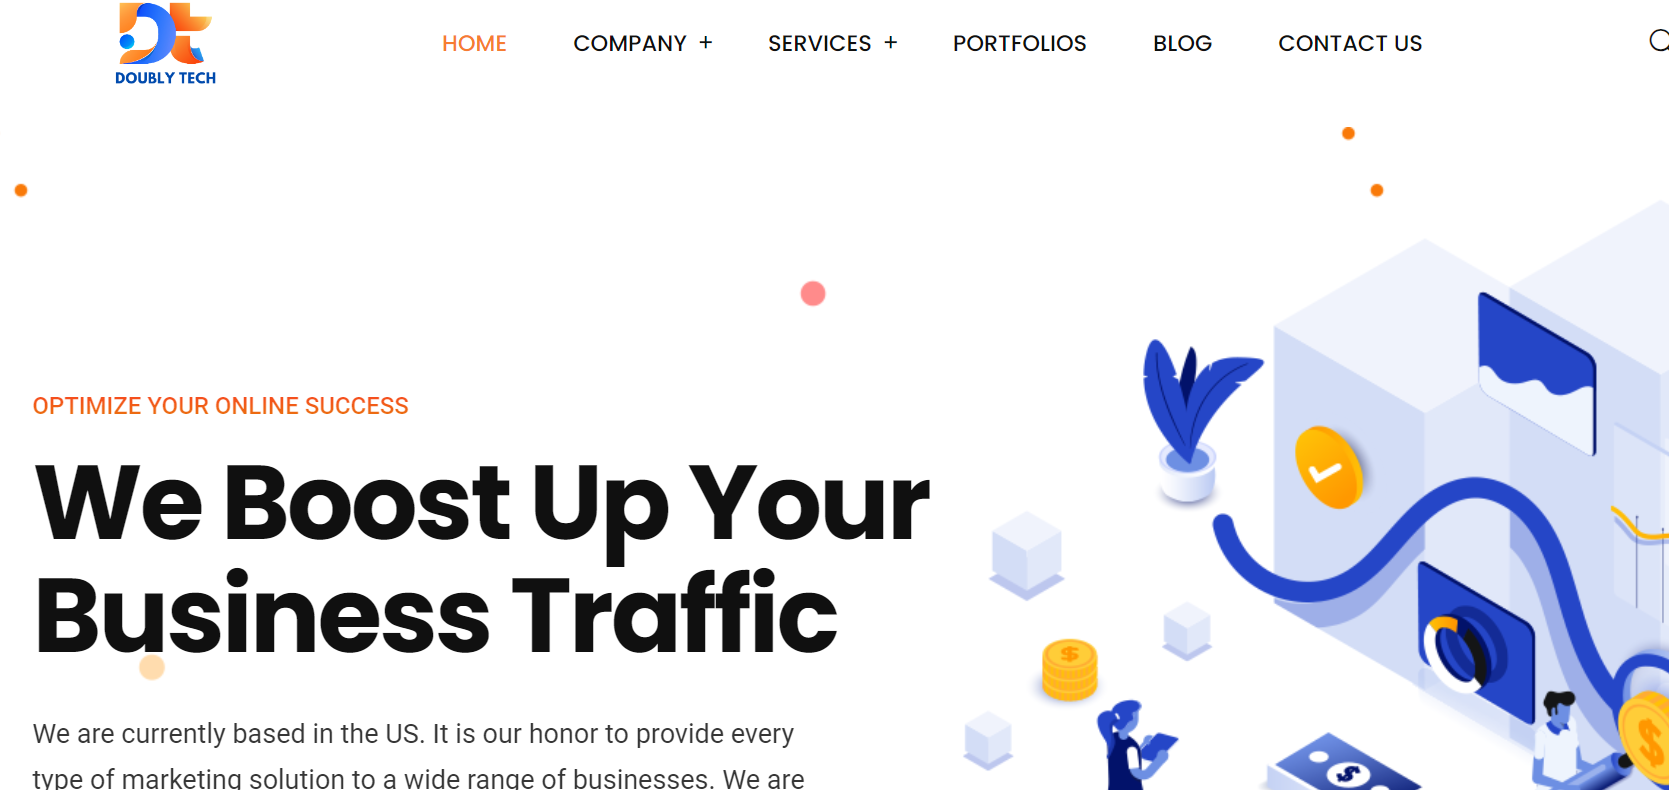 Dt
DOUBLY TECH
HOME COMPANY + SERVICES + PORTFOLIOS BLOG CONTACT US
OPTIMIZE YOUR ONLINE SUCCESS
We Boost Up Your
Business Traffic
We are currently based in the US. It is our honor to provide every
type of marketing solution to a wide range of businesses. We are
$
$
$